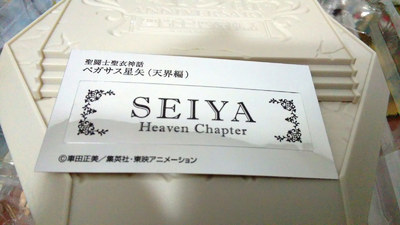 聖闘士聖衣神話
ペガサス星矢(天界編)
SEIYA
Heaven Chapter
©車田正美/集英社・東映アニメーション